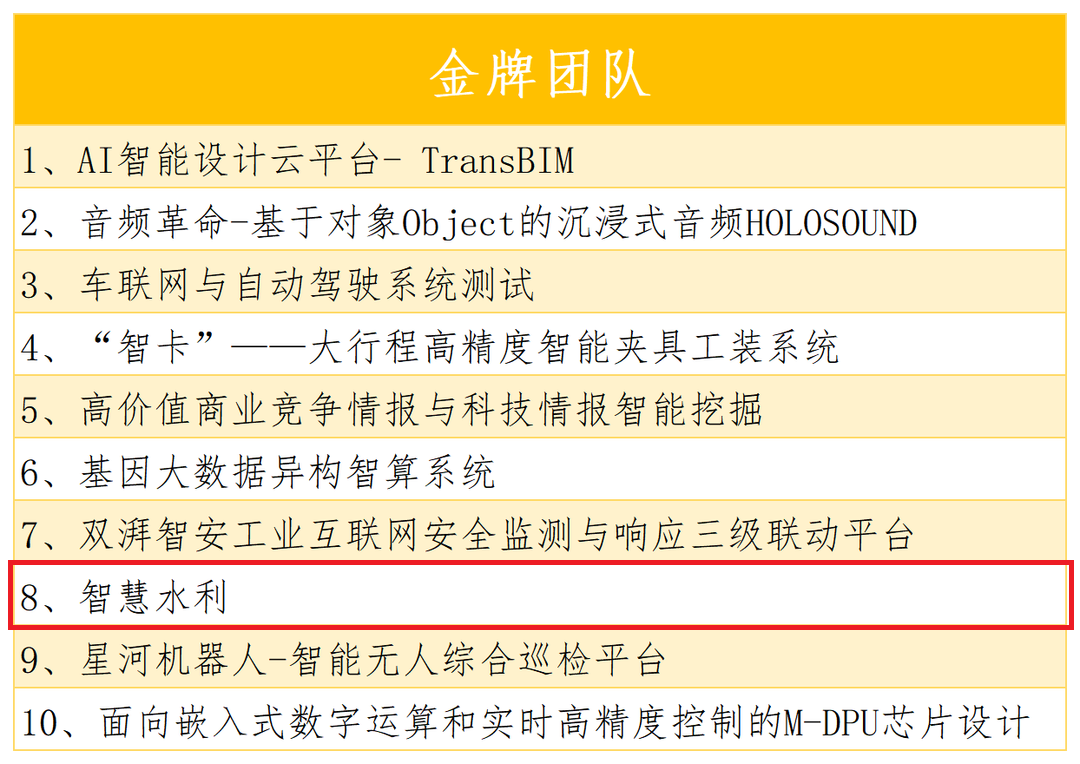 金牌团队
1、AI智能设计云平台- TransBIM
2、音频革命-基于对象Object的沉浸式音频HOLOSOUND
3、车联网与自动驾驶系统测试
4、“智卡”——大行程高精度智能夹具工装系统
5、高价值商业竞争情报与科技情报智能挖掘
6、基因大数据异构智算系统
7、双湃智安工业互联网安全监测与响应三级联动平台
8、智慧水利
9、星河机器人-智能无人综合巡检平台
10、面向嵌入式数字运算和实时高精度控制的M-DPU芯片设计